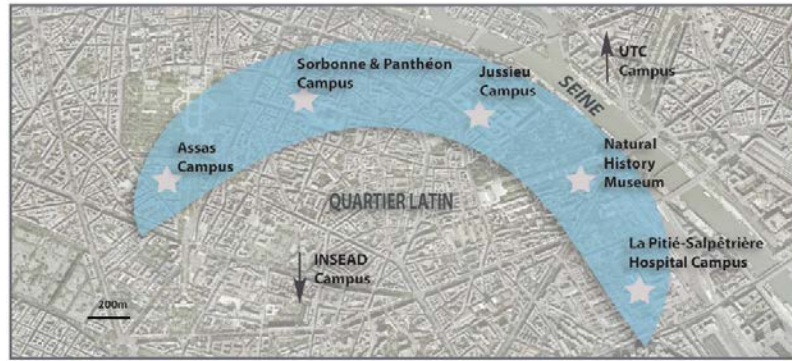 Sorbonne & Panthéon
Campus
Jussieu
Campus
SEINE
UTC
Campus
Assas
Campus
Natural
History
Museum
QUARTIER LATIN
La Pitié-Salpêtrière
Hospital Campus
INSEAD
Campus
200m